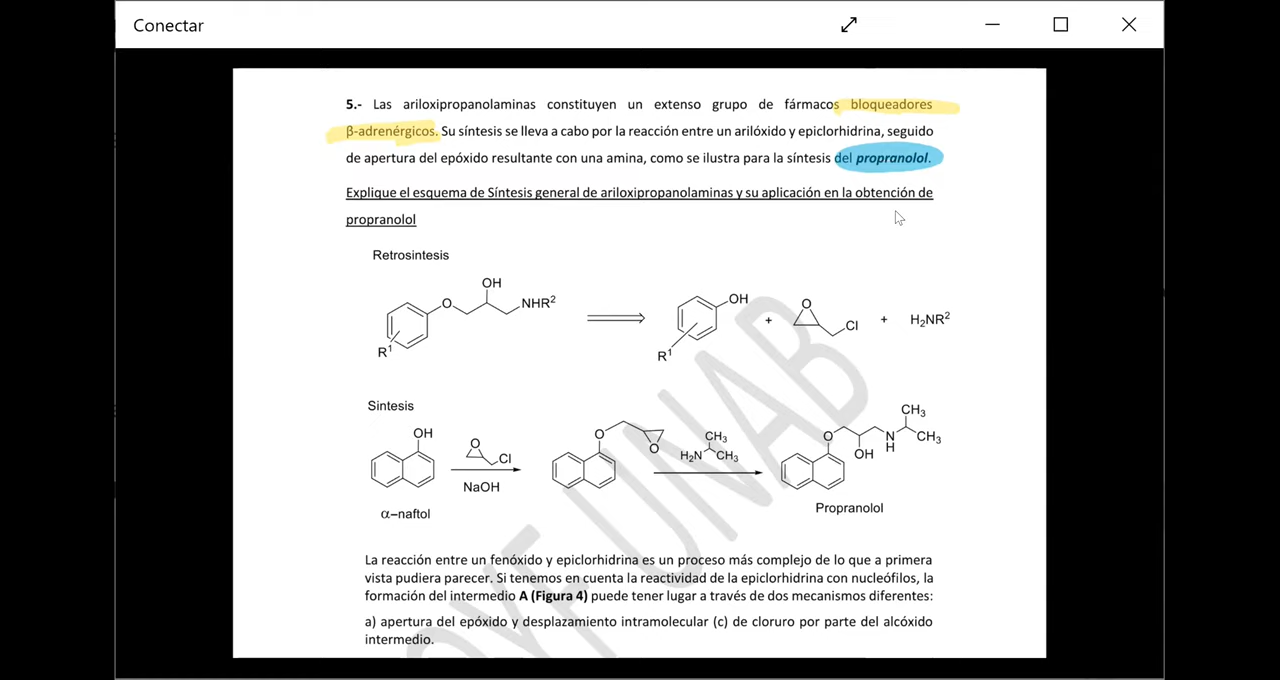 Conectar
5.- Las ariloxipropanolaminas constituyen un extenso grupo de fármacos bloqueadores
β-adrenérgicos. Su síntesis se lleva a cabo por la reacción entre un arilóxido y epiclorhidrina, seguido
de apertura del epóxido resultante con una amina, como se ilustra para la síntesis del propranolol.
Explique el esquema de Síntesis general de ariloxipropanolaminas y su aplicación en la obtención de
propranolol
Retrosintesis
OH
O
NHR2
R1
OH
R1
+
O
Cl
+
H2NR2
Sintesis
OH
α–naftol
O
Cl
NaOH
O
O
CH3
H2N
CH3
O
OH
N
H
CH3
CH3
Propranolol
La reacción entre un fenóxido y epiclorhidrina es un proceso más complejo de lo que a primera
vista pudiera parecer. Si tenemos en cuenta la reactividad de la epiclorhidrina con nucleófilos, la
formación del intermedio A (Figura 4) puede tener lugar a través de dos mecanismos diferentes:
a) apertura del epóxido y desplazamiento intramolecular (c) de cloruro por parte del alcóxido
intermedio.